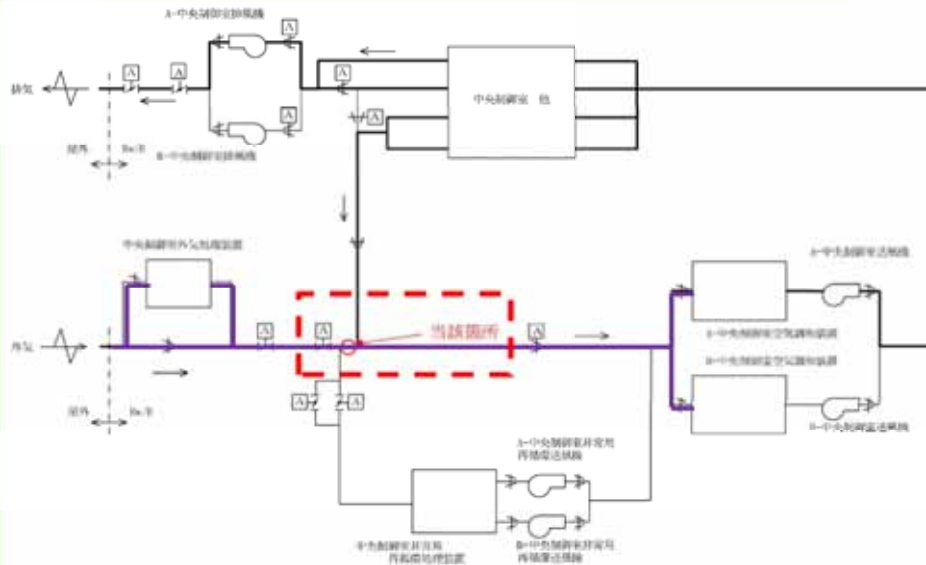 A-中央制御室排風機
A
A
A
A
A
A
排気
中央制御室 他
屋外
Rw/B
B-中央制御室排風機
中央制御室外気処理装置
A-中央制御室送風機
当該箇所
A
A
A
外気
A-中央制御室空気調和装置
B-中央制御室空気調和装置
屋外
Rw/B
A
A
B-中央制御室送風機
A-中央制御室非常用
再循環送風機
中央制御室非常用
再循環処理装置
B-中央制御室非常用
再循環送風機